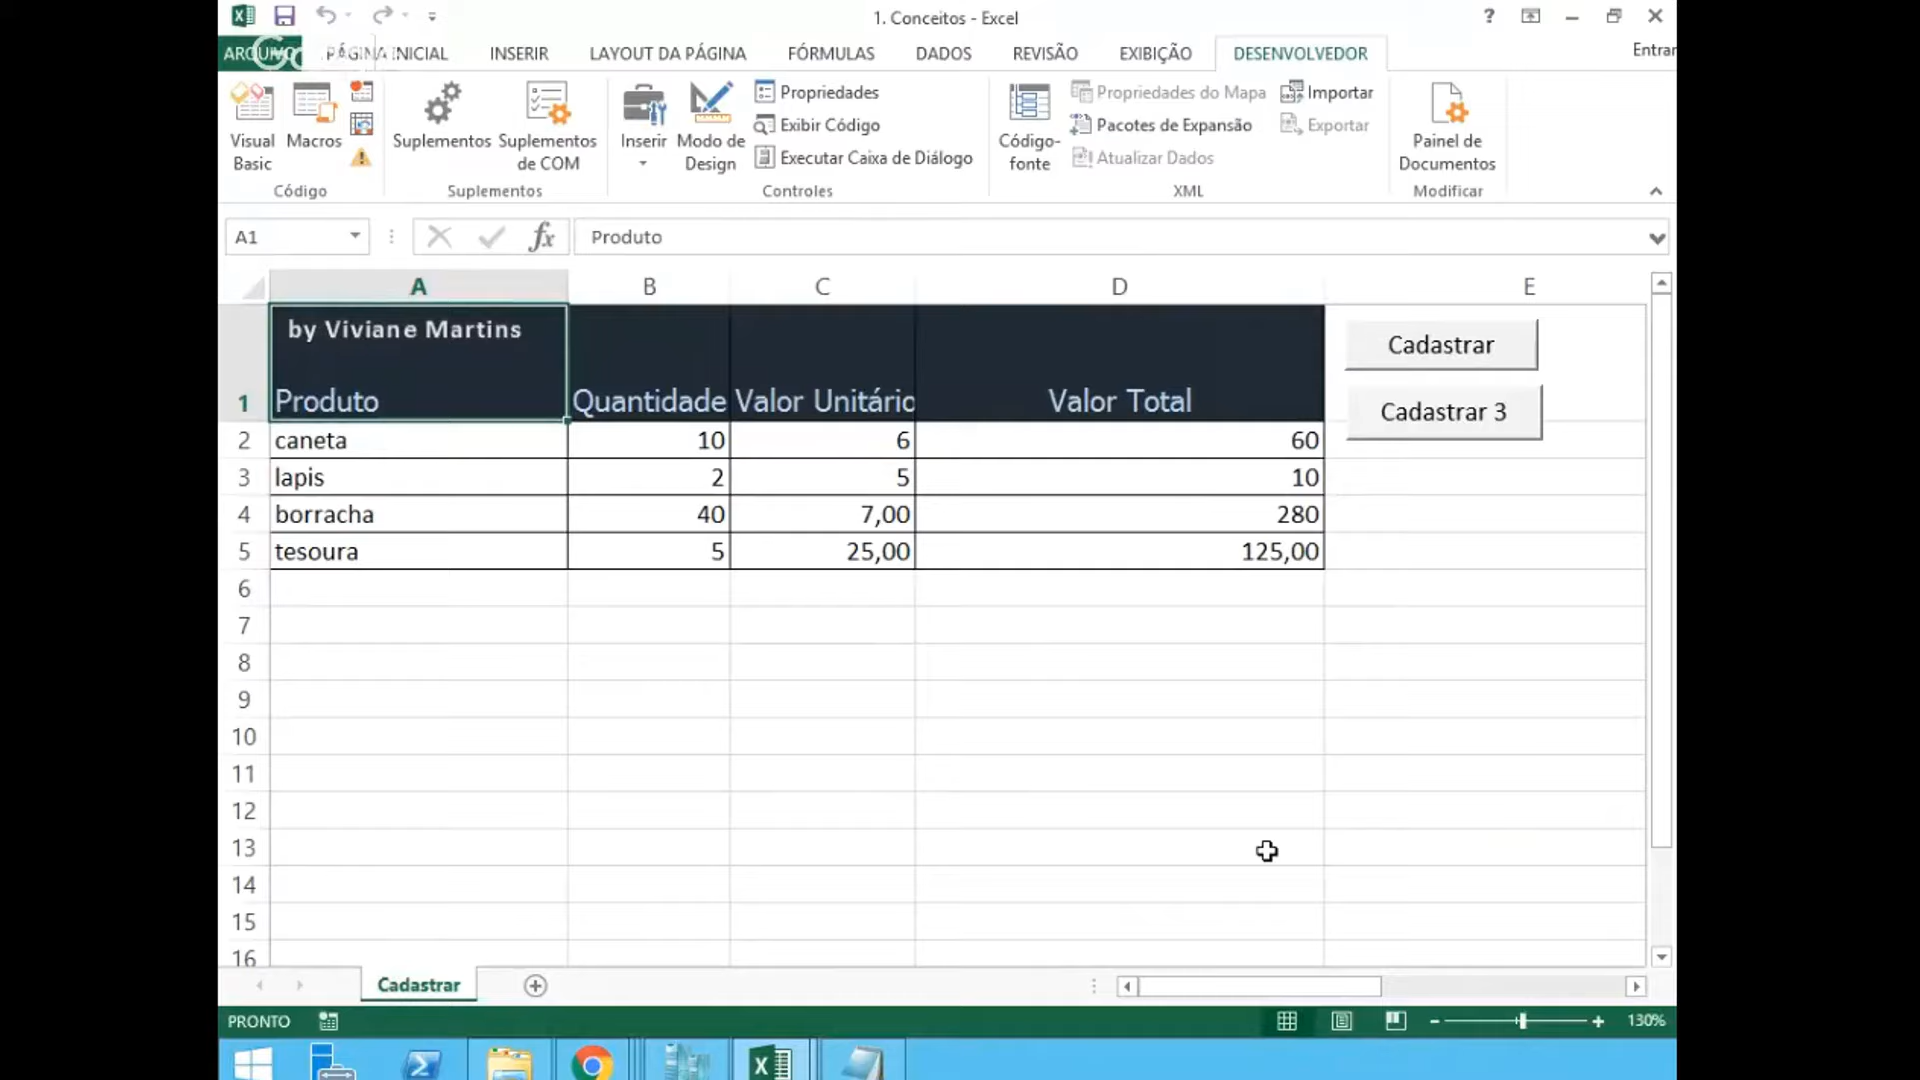 1. Conceitos - Excel
?
ARQUIVO PÁGINA INICIAL INSERIR LAYOUT DA PÁGINA FÓRMULAS DADOS REVISÃO EXIBIÇÃO DESENVOLVEDOR Entrar
Visual Basic
Macros
Código
Suplementos
Suplementos de COM
Suplementos
Inserir
Modo de Design
Propriedades
Exibir Código
Executar Caixa de Diálogo
Controles
Código-fonte
Propriedades do Mapa
Pacotes de Expansão
Atualizar Dados
Importar
Exportar
XML
Painel de Documentos
Modificar
A1 fx Produto
A B C D E
by Viviane Martins
1 Produto Quantidade Valor Unitário Valor Total
Cadastrar
Cadastrar 3
2 caneta 10 6 60
3 lapis 2 5 10
4 borracha 40 7,00 280
5 tesoura 5 25,00 125,00
6
7
8
9
10
11
12
13
14
15
16
Cadastrar
PRONTO 130%